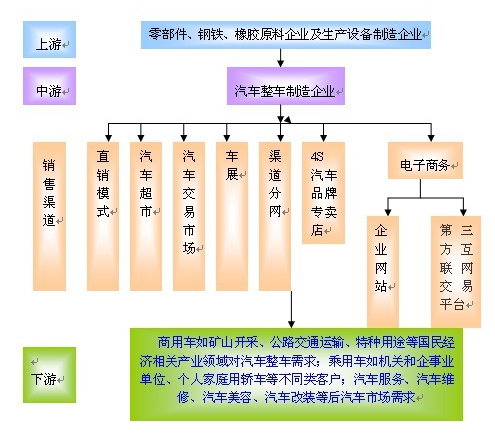 上游
零部件、钢铁、橡胶原料企业及生产设备制造企业
中游
汽车整车制造企业
销售渠道
直销模式
汽车超市
汽车交易市场
车展
渠道分网
4S
汽车
品牌
专卖
店
电子商务
企业网站
第三
方互
联网
交易
平台
下游
商用车如矿山开采、公路交通运输、特种用途等国民经
济相关产业领域对汽车整车需求；乘用车如机关和企事业
单位、个人家庭用轿车等不同类客户；汽车服务、汽车维
修、汽车美容、汽车改装等后汽车市场需求